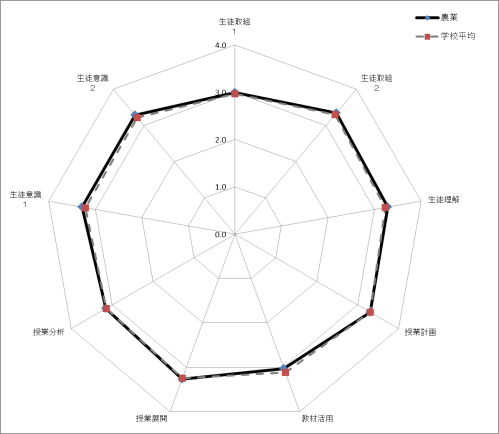 生徒取組
1
農業
学校平均
4.0
3.0
2.0
1.0
0.0
生徒取組
2
生徒理解
授業計画
教材活用
授業展開
授業分析
生徒意識
1
生徒意識
2